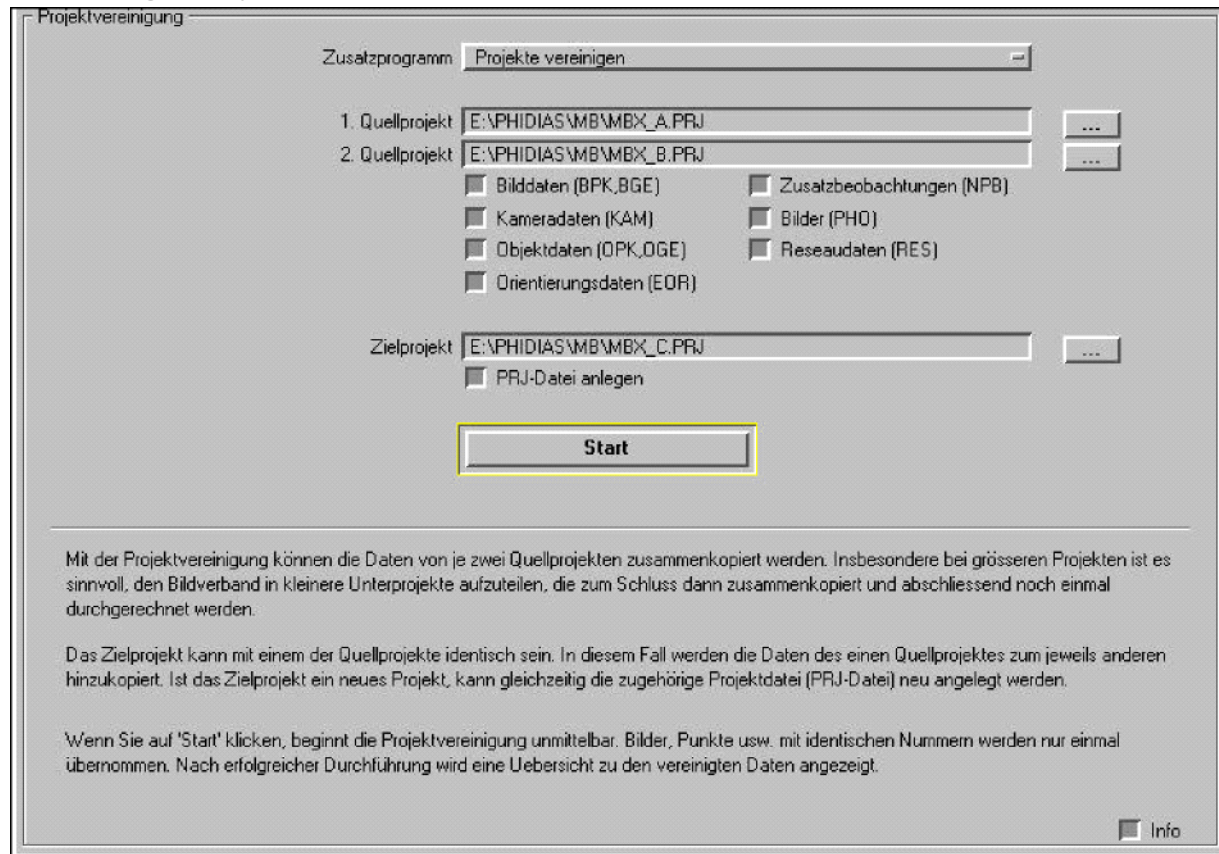 Projektvereinigung
Zusatzprogramm Projekte vereinigen
1. Quellprojekt E:\PHIDIAS\MB\MBX_A.PRJ ...
2. Quellprojekt E:\PHIDIAS\MB\MBX_B.PRJ ...
Bilddaten (BPK,BGE) Zusatzbeobachtungen (NPB)
Kameradaten (KAM) Bilder (PHO)
Objektdaten (OPK,OGE) Reseaudaten (RES)
Orientierungsdaten (EOR)
Zielprojekt E:\PHIDIAS\MB\MBX_C.PRJ ...
PRJ-Datei anlegen
Start
Mit der Projektvereinigung können die Daten von je zwei Quellprojekten zusammenkopiert werden. Insbesondere bei grösseren Projekten ist es
sinnvoll, den Bildverband in kleinere Unterprojekte aufzuteilen, die zum Schluss dann zusammenkopiert und abschliessend noch einmal
durchgerechnet werden.
Das Zielprojekt kann mit einem der Quellprojekte identisch sein. In diesem Fall werden die Daten des einen Quellprojektes zum jeweils anderen
hinzukopiert. Ist das Zielprojekt ein neues Projekt, kann gleichzeitig die zugehörige Projektdatei (PRJ-Datei) neu angelegt werden.
Wenn Sie auf 'Start' klicken, beginnt die Projektvereinigung unmittelbar. Bilder, Punkte usw. mit identischen Nummern werden nur einmal
übernommen. Nach erfolgreicher Durchführung wird eine Uebersicht zu den vereinigten Daten angezeigt.
Info